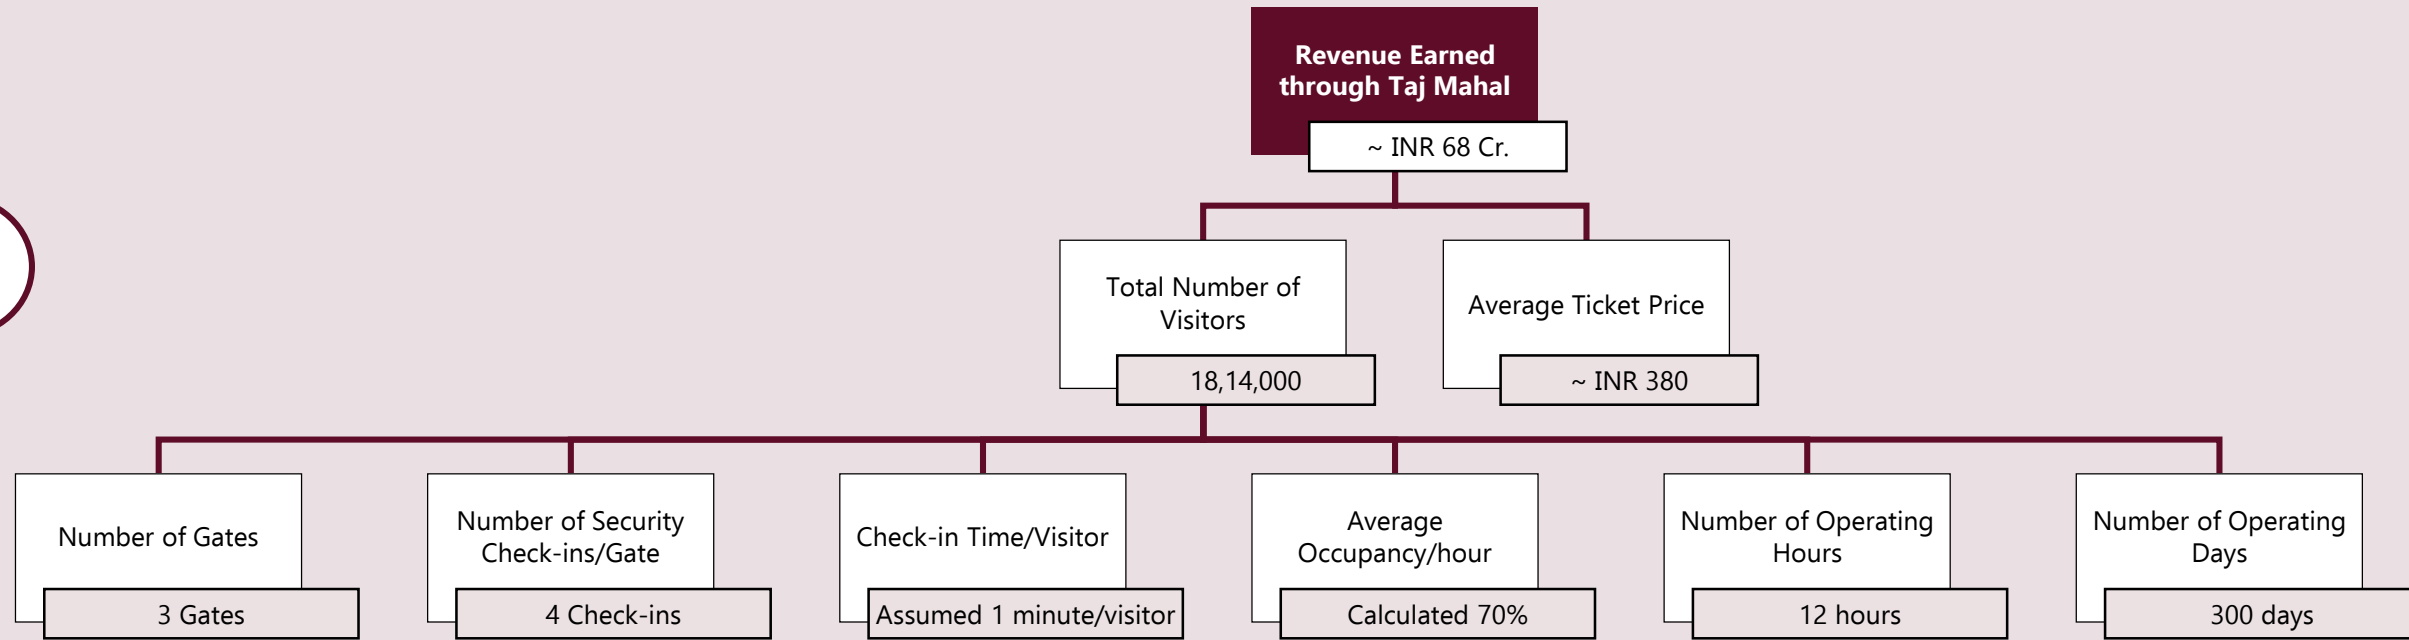 Revenue Earned
through Taj Mahal
~ INR 68 Cr.
Total Number of
Visitors
18,14,000
Average Ticket Price
~ INR 380
Number of Gates
3 Gates
Number of Security
Check-ins/Gate
4 Check-ins
Check-in Time/Visitor
Assumed 1 minute/visitor
Average
Occupancy/hour
Calculated 70%
Number of Operating
Hours
12 hours
Number of Operating
Days
300 days